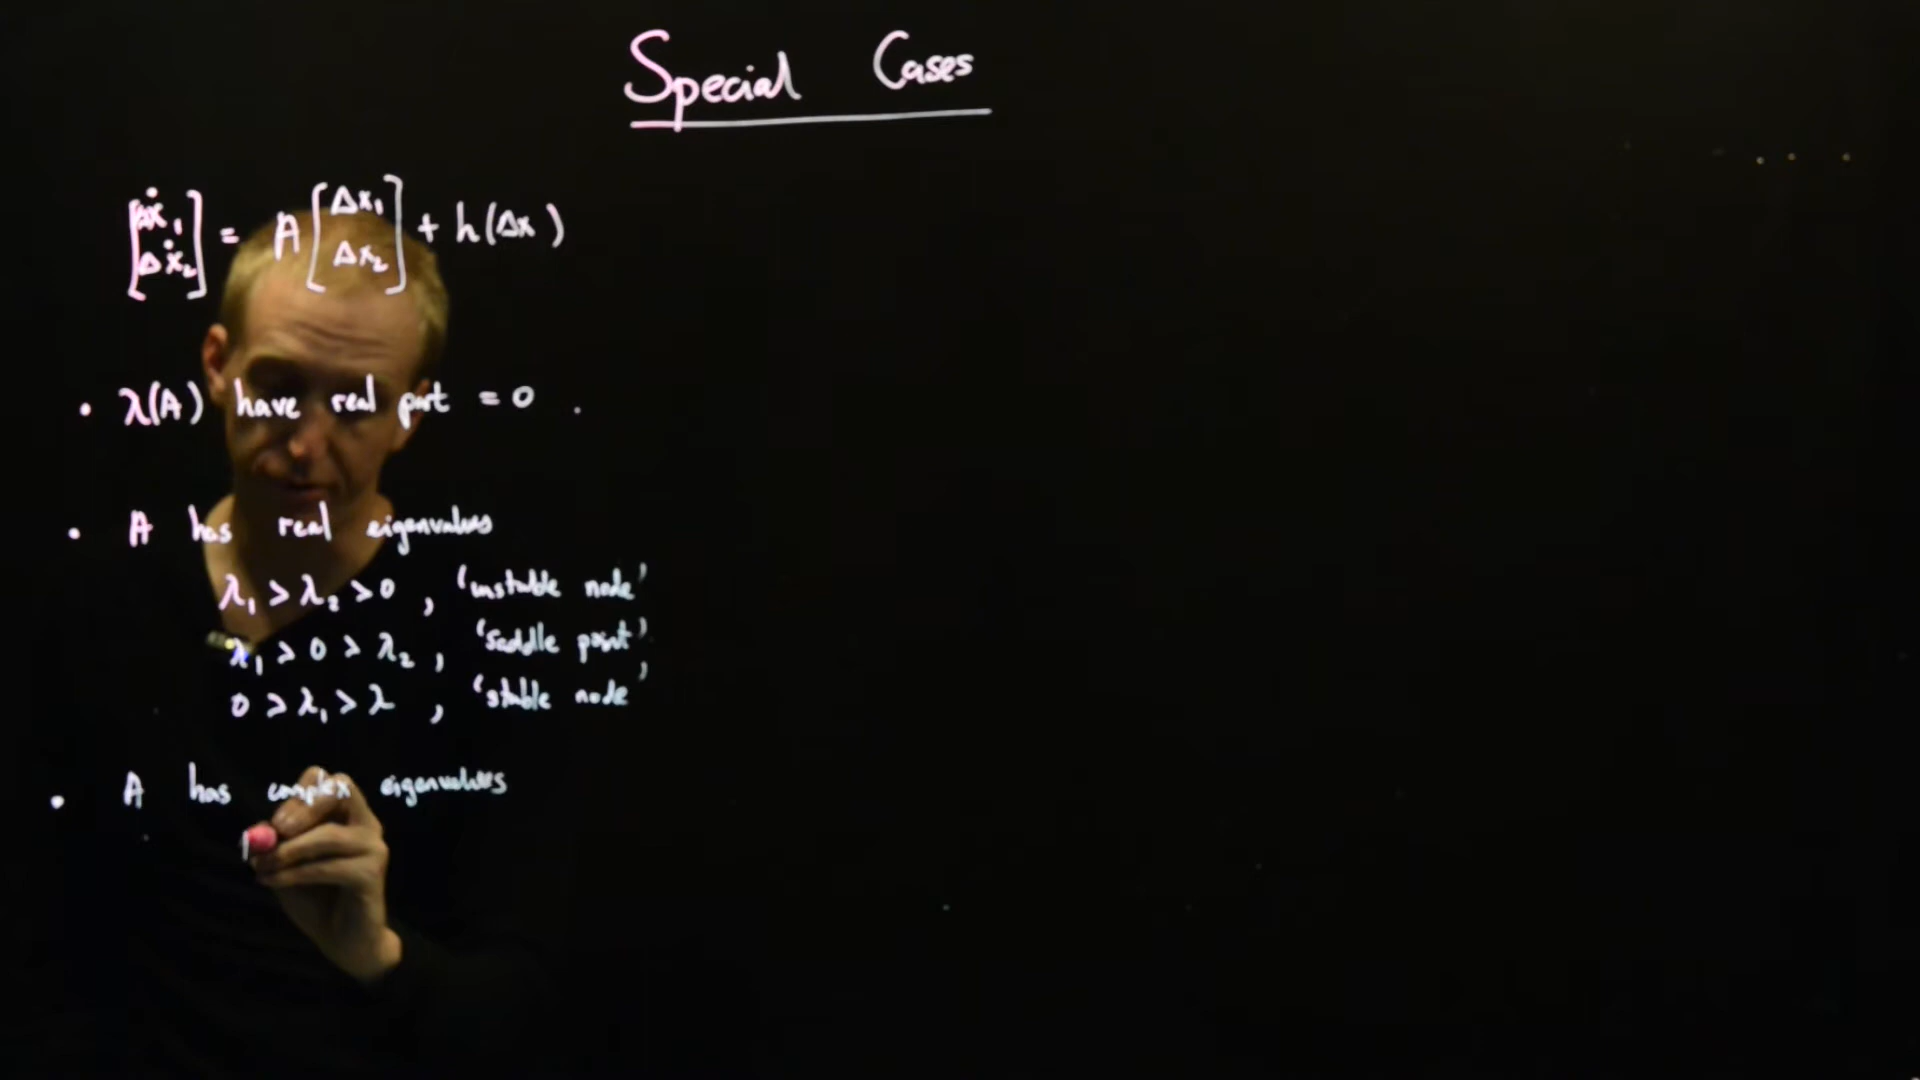 Special Cases
[Δẋ₁ Δẋ₂] = A [Δx₁ Δx₂] + h(Δx)
• λ(A) have real part = 0 .
• A has real eigenvalues
λ₁ > λ₂ > 0 , 'unstable node'
λ₁ > 0 > λ₂ , 'saddle point'
0 > λ₁ > λ , 'stable node'
• A has complex eigenvalues